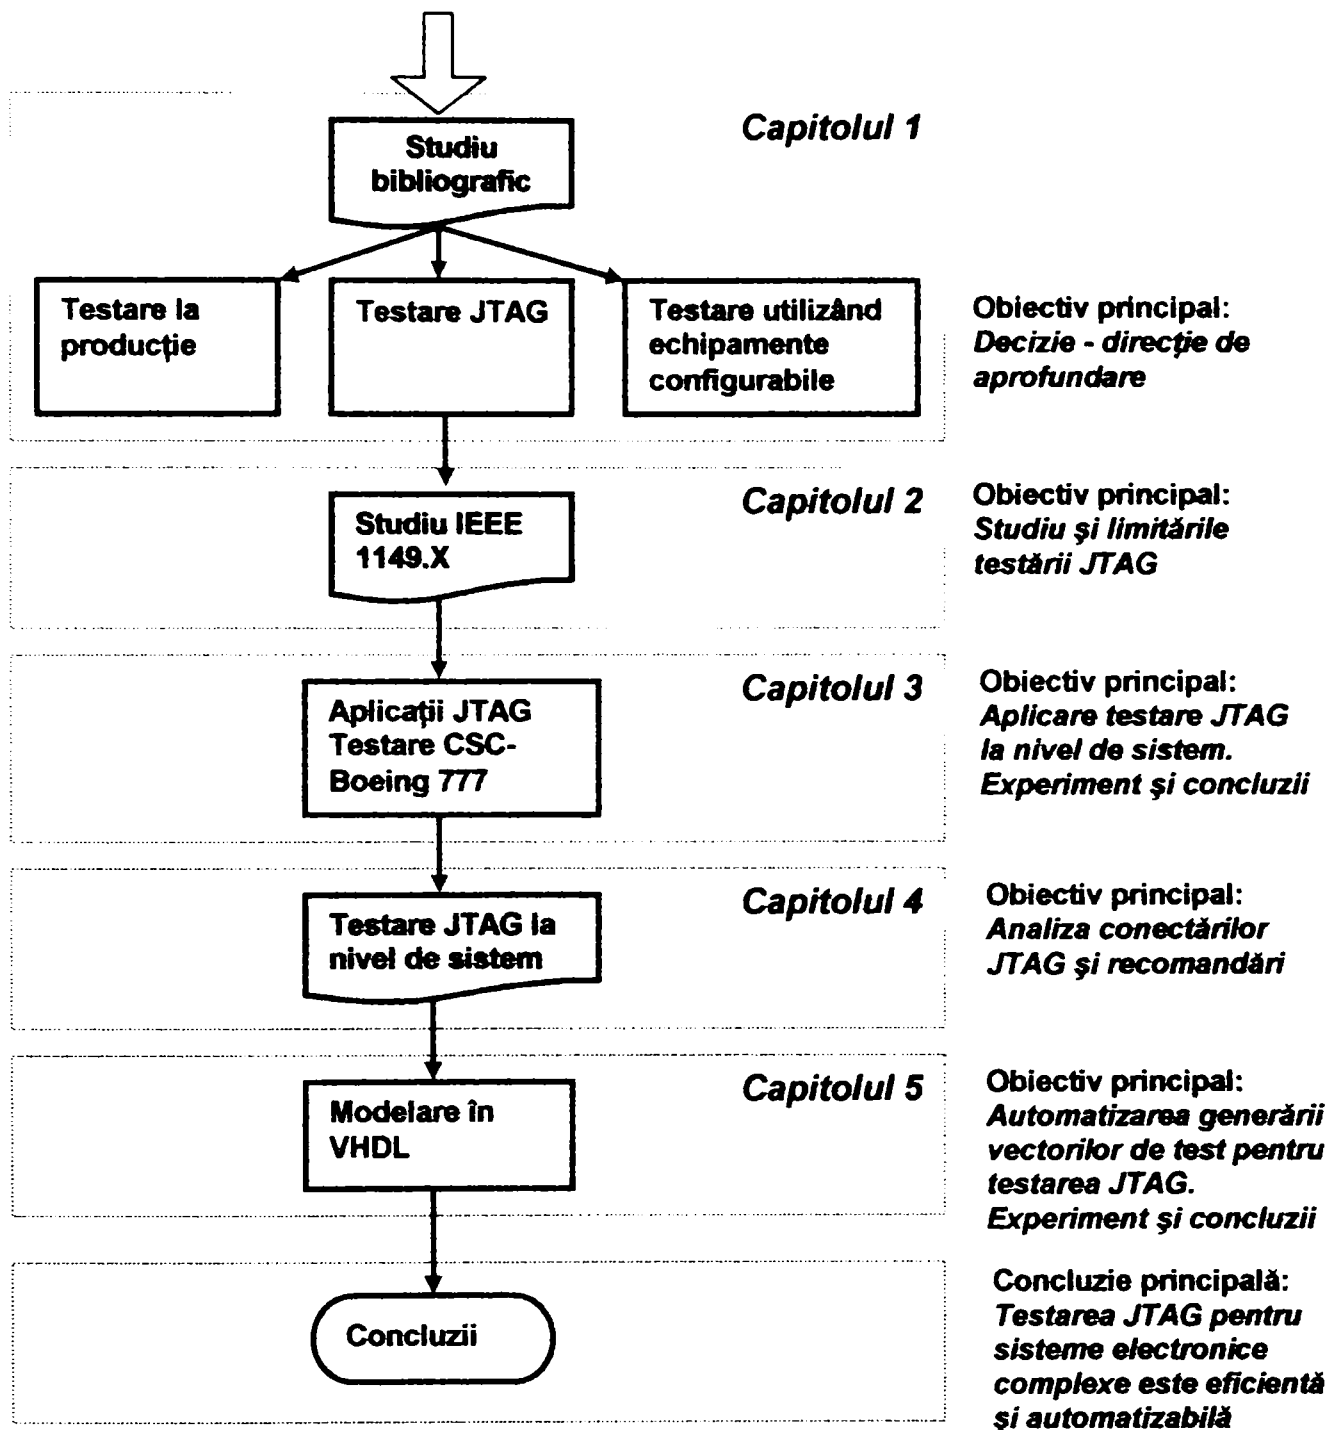 Capitolul 1
Studiu
bibliografic
Testare la
producție
Testare JTAG
Testare utilizând
echipamente
configurabile
Obiectiv principal:
Decizie - direcție de
aprofundare
Capitolul 2
Studiu IEEE
1149.X
Obiectiv principal:
Studiu și limitările
testării JTAG
Capitolul 3
Aplicații JTAG
Testare CSC-
Boeing 777
Obiectiv principal:
Aplicare testare JTAG
la nivel de sistem.
Experiment și concluzii
Capitolul 4
Testare JTAG la
nivel de sistem
Obiectiv principal:
Analiza conectărilor
JTAG și recomandări
Capitolul 5
Modelare în
VHDL
Obiectiv principal:
Automatizarea generării
vectorilor de test pentru
testarea JTAG.
Experiment și concluzii
Concluzii
Concluzie principală:
Testarea JTAG pentru
sisteme electronice
complexe este eficientă
și automatizabilă